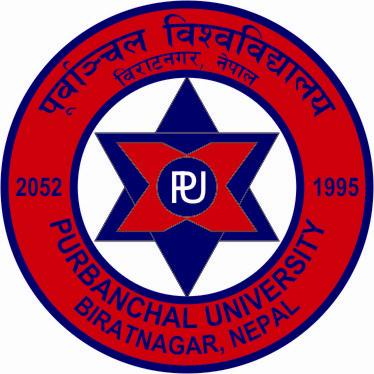 पूर्वाञ्चल विश्वविद्यालय
विराटनगर, नेपाल
2052
1995
PU
PURBANCHAL UNIVERSITY
BIRATNAGAR, NEPAL